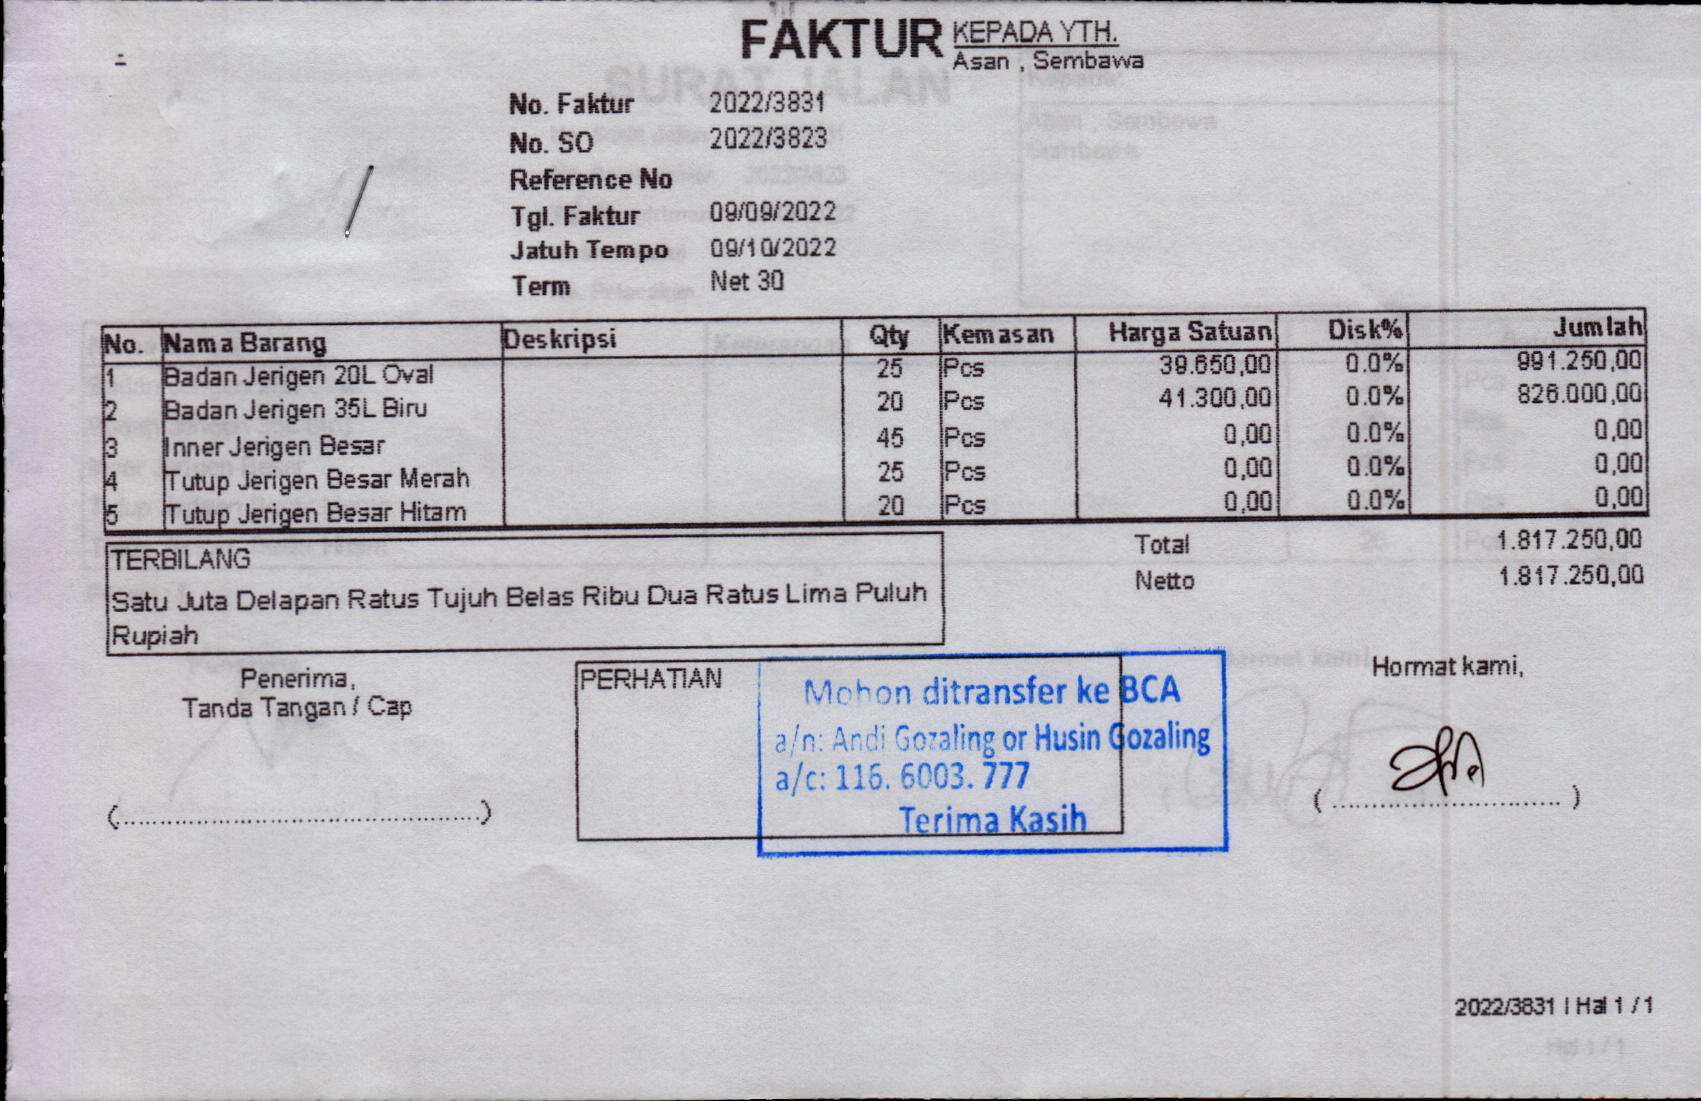 FAKTUR
KEPADA YTH.
Asan , Sembawa
No. Faktur 2022/3831
No. SO 2022/3823
Reference No
Tgl. Faktur 09/09/2022
Jatuh Tempo 09/10/2022
Term Net 30
No. Nama Barang Deskripsi Qty Kemasan Harga Satuan Disk% Jumlah
1 Badan Jerigen 20L Oval 25 Pcs 39.650,00 0.0% 991.250,00
2 Badan Jerigen 35L Biru 20 Pcs 41.300,00 0.0% 826.000,00
3 Inner Jerigen Besar 45 Pcs 0,00 0.0% 0,00
4 Tutup Jerigen Besar Merah 25 Pcs 0,00 0.0% 0,00
5 Tutup Jerigen Besar Hitam 20 Pcs 0,00 0.0% 0,00
TERBILANG
Satu Juta Delapan Ratus Tujuh Belas Ribu Dua Ratus Lima Puluh
Rupiah
Total 1.817.250,00
Netto 1.817.250,00
Penerima,
Tanda Tangan / Cap
(..................................................)
PERHATIAN
Mohon ditransfer ke BCA
a/n: Andi Gozaling or Husin Gozaling
a/c: 116. 6003. 777
Terima Kasih
Hormat kami,
( ................................ )
2022/3831 | Hal 1 / 1